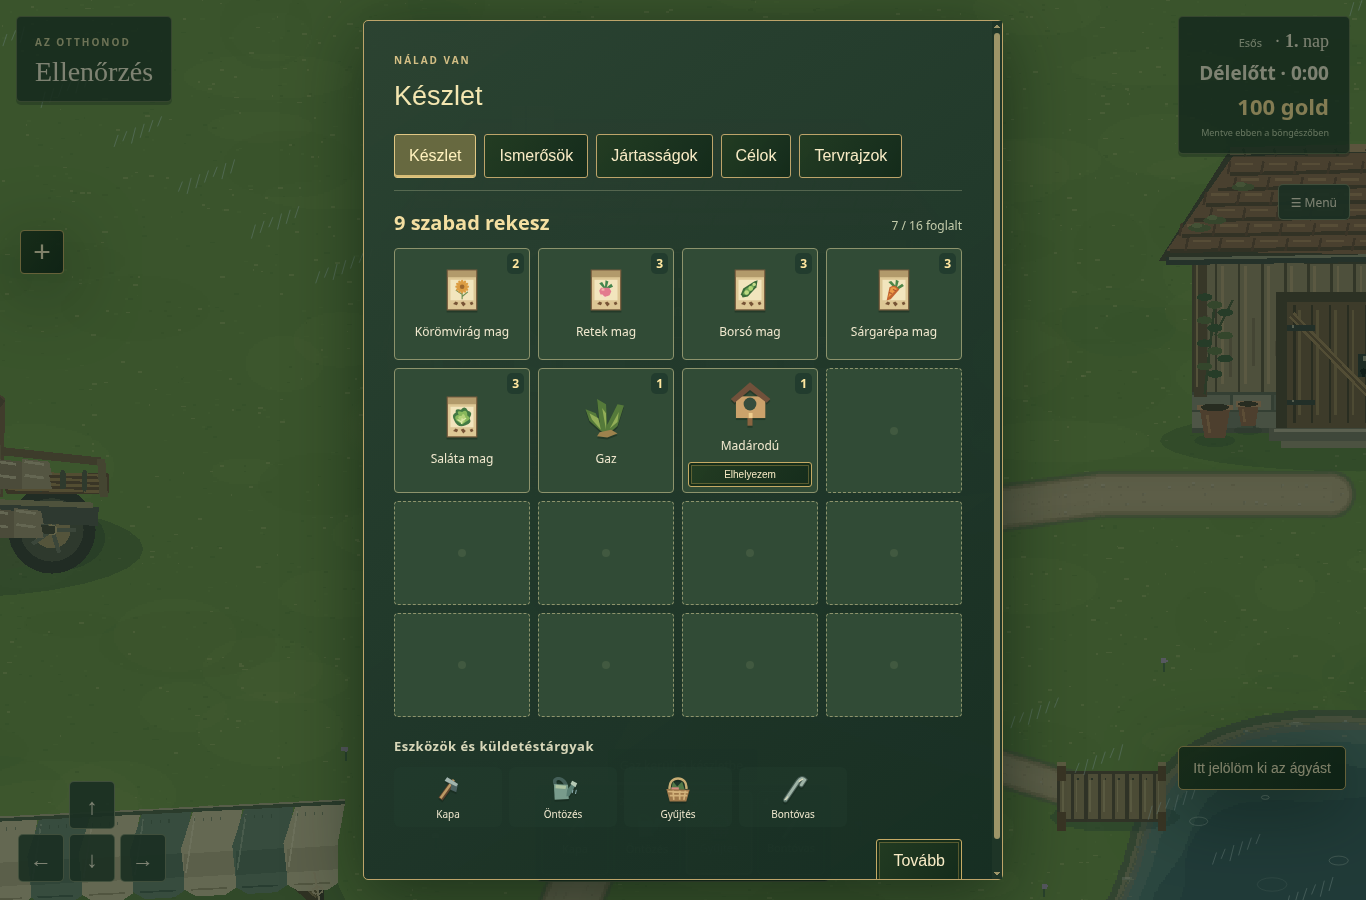 AZ OTTHONOD
Ellenőrzés
Esős · 1. nap
Délelőtt · 0:00
100 gold
Mentve ebben a böngészőben
☰ Menü
+
NÁLAD VAN
Készlet
Készlet
Ismerősök
Jártasságok
Célok
Tervrajzok
9 szabad rekesz
7 / 16 foglalt
2
Körömvirág mag
3
Retek mag
3
Borsó mag
3
Sárgarépa mag
3
Saláta mag
1
Gaz
1
Madárodú
Elhelyezem
Eszközök és küldetéstárgyak
Kapa
Öntözés
Gyűjtés
Bontóvas
Tovább
Itt jelölöm ki az ágyást
↑
← ↓ →